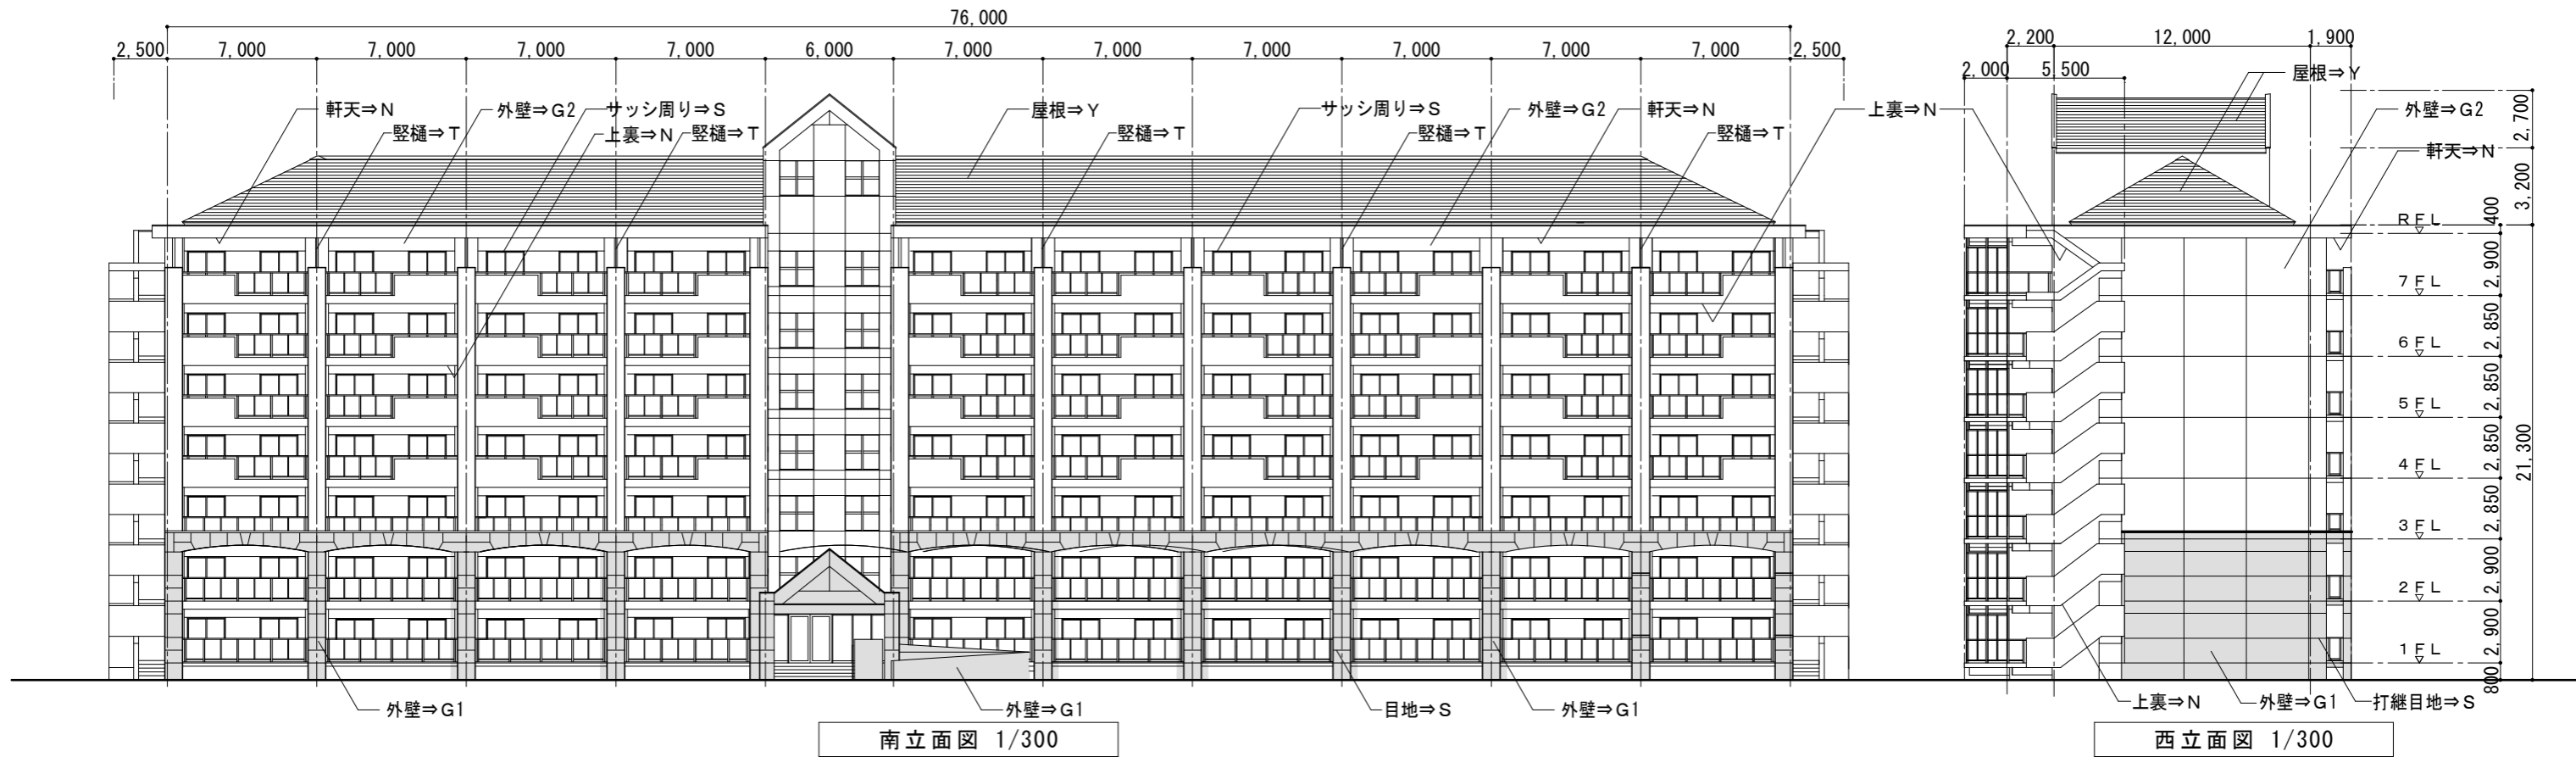 76,000
2,500 7,000 7,000 7,000 7,000 6,000 7,000 7,000 7,000 7,000 7,000 7,000 2,500
軒天⇒N 外壁⇒G2 サッシ周り⇒S 屋根⇒Y サッシ周り⇒S 外壁⇒G2 軒天⇒N 上裏⇒N
竪樋⇒T 上裏⇒N 竪樋⇒T 竪樋⇒T 竪樋⇒T 竪樋⇒T
外壁⇒G1 外壁⇒G1 目地⇒S 外壁⇒G1
南立面図 1/300
2,200 12,000 1,900
2,000 5,500
屋根⇒Y
外壁⇒G2
軒天⇒N
2,700
3,200
400
RFL
2,900
7FL
2,850
6FL
2,850
5FL
2,850
4FL
2,850
3FL
2,900
2FL
2,900
1FL
800
21,300
上裏⇒N 外壁⇒G1 打継目地⇒S
西立面図 1/300